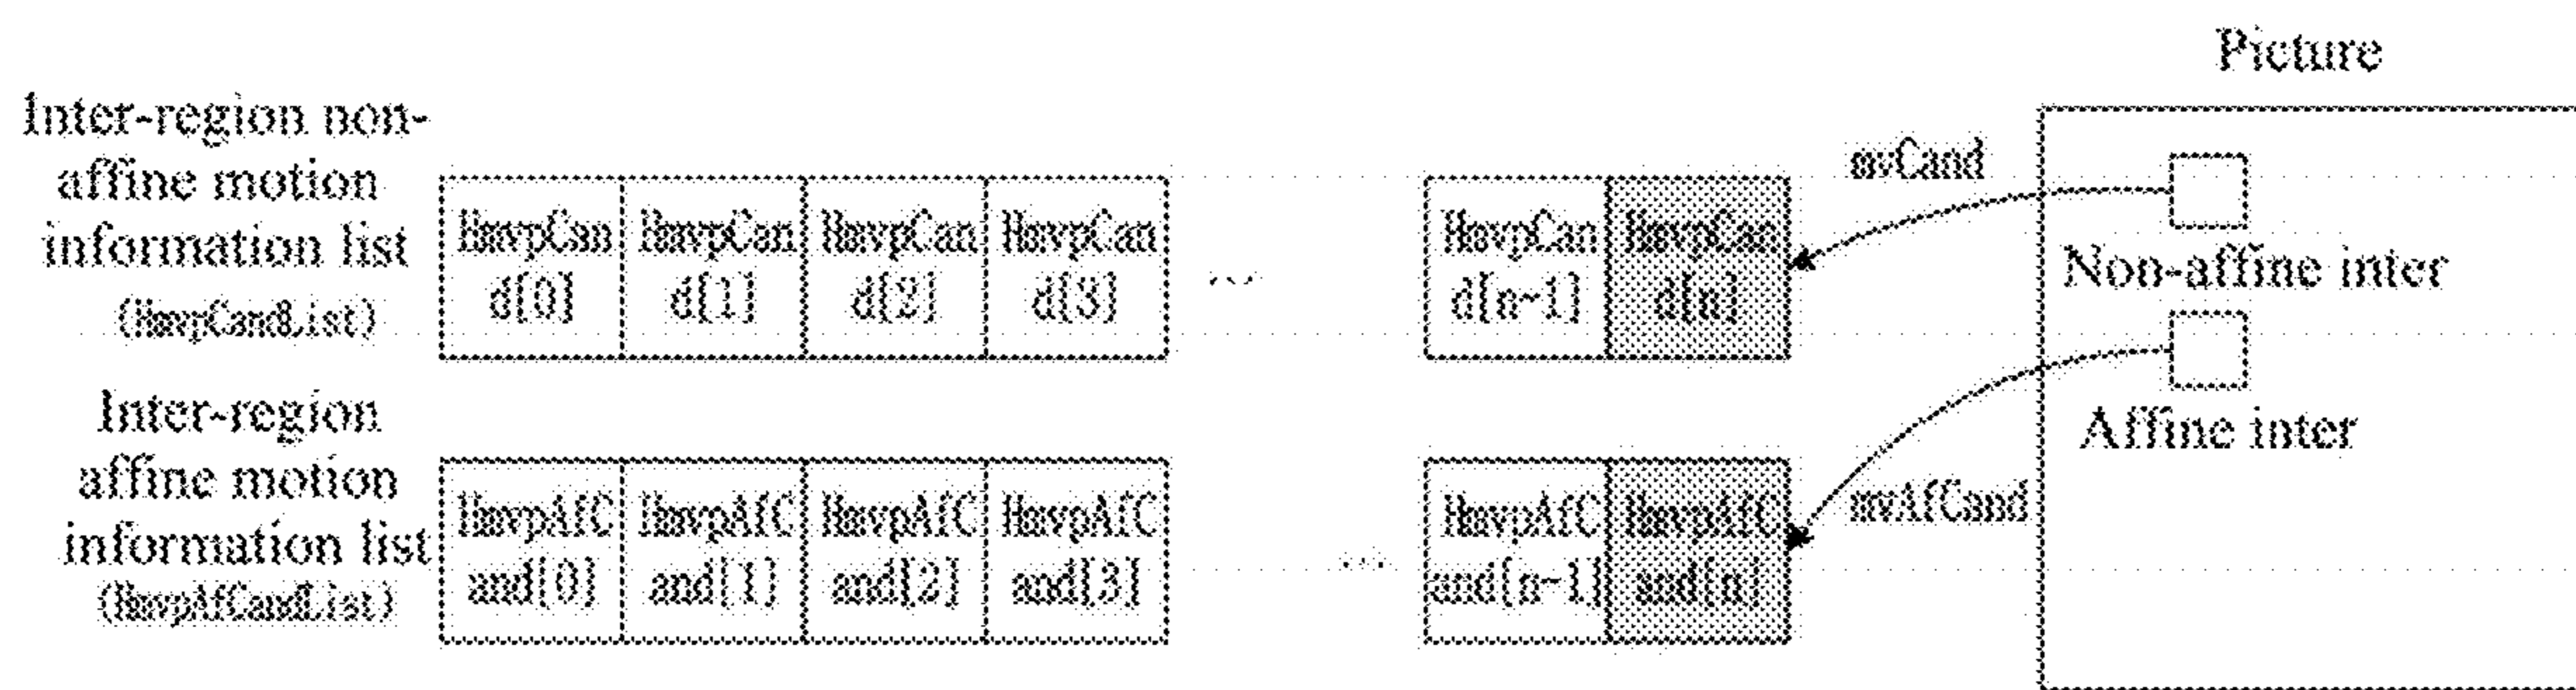 Picture
Inter-region non-
affine motion
information list
(HmvpCandList)
HmvpCan
d[0]
HmvpCan
d[1]
HmvpCan
d[2]
HmvpCan
d[3]
...
HmvpCan
d[n-1]
HmvpCan
d[n]
mvCand
Non-affine inter
Inter-region
affine motion
information list
(HmvpAfCandList)
HmvpAfC
and[0]
HmvpAfC
and[1]
HmvpAfC
and[2]
HmvpAfC
and[3]
...
HmvpAfC
and[n-1]
HmvpAfC
and[n]
mvAfCand
Affine inter